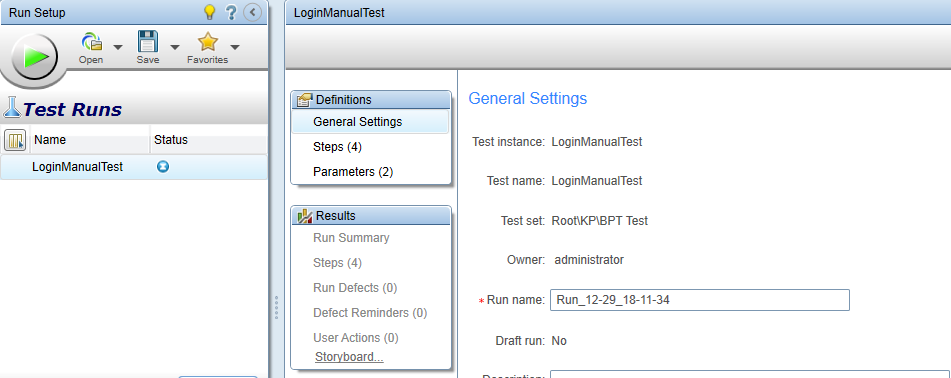 Run Setup
Open
Save
Favorites
Test Runs
Name Status
LoginManualTest
LoginManualTest
Definitions
General Settings
Steps (4)
Parameters (2)
Results
Run Summary
Steps (4)
Run Defects (0)
Defect Reminders (0)
User Actions (0)
Storyboard...
General Settings
Test instance: LoginManualTest
Test name: LoginManualTest
Test set: Root\KP\BPT Test
Owner: administrator
* Run name: Run_12-29_18-11-34
Draft run: No
Description: